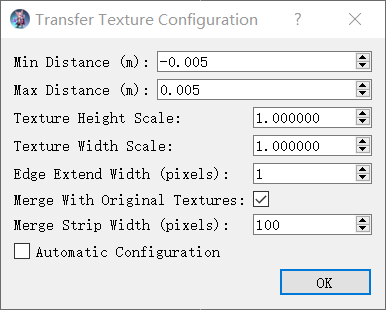 Transfer Texture Configuration ? ×
Min Distance (m): -0.005
Max Distance (m): 0.005
Texture Height Scale: 1.000000
Texture Width Scale: 1.000000
Edge Extend Width (pixels): 1
Merge With Original Textures:
Merge Strip Width (pixels): 100
Automatic Configuration
OK